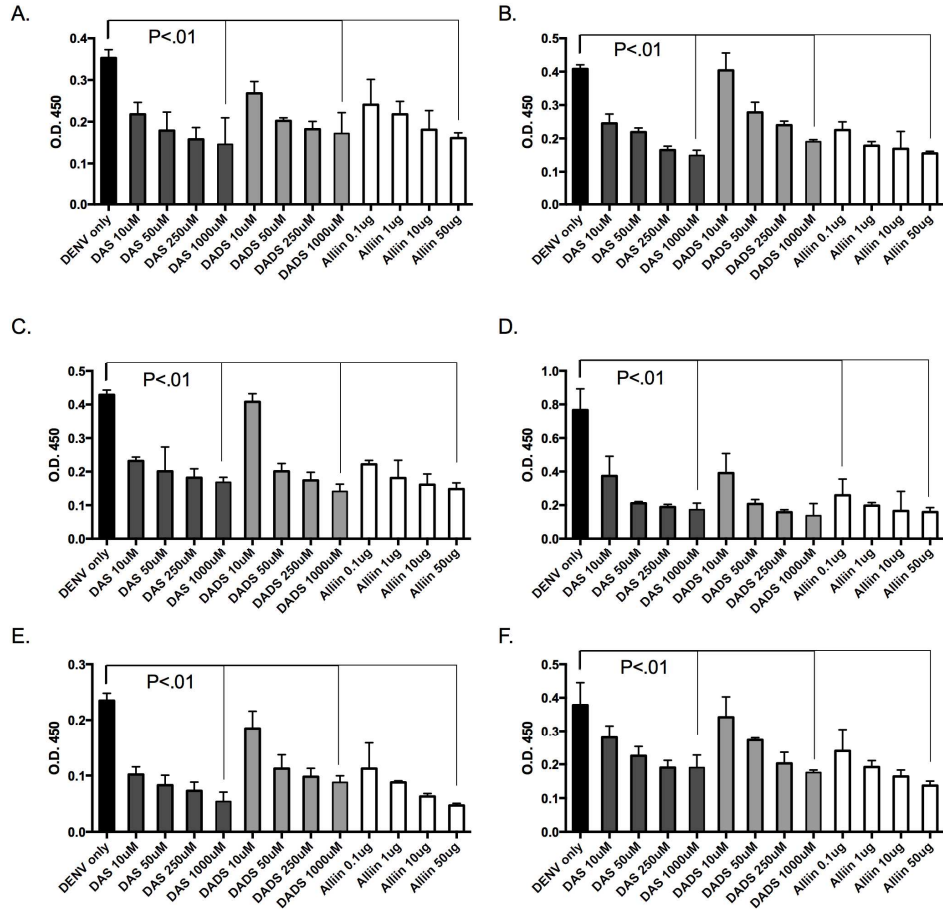 A.
P<.01
O.D. 450
0.4
0.3
0.2
0.1
0.0
DENV only
DAS 10uM
DAS 50uM
DAS 250uM
DAS 1000uM
DADS 10uM
DADS 50uM
DADS 250uM
DADS 1000uM
Alliin 0.1ug
Alliin 1ug
Alliin 10ug
Alliin 50ug
B.
P<.01
O.D. 450
0.5
0.4
0.3
0.2
0.1
0.0
DENV only
DAS 10uM
DAS 50uM
DAS 250uM
DAS 1000uM
DADS 10uM
DADS 50uM
DADS 250uM
DADS 1000uM
Alliin 0.1ug
Alliin 1ug
Alliin 10ug
Alliin 50ug
C.
P<.01
O.D. 450
0.5
0.4
0.3
0.2
0.1
0.0
DENV only
DAS 10uM
DAS 50uM
DAS 250uM
DAS 1000uM
DADS 10uM
DADS 50uM
DADS 250uM
DADS 1000uM
Alliin 0.1ug
Alliin 1ug
Alliin 10ug
Alliin 50ug
D.
P<.01
O.D. 450
1.0
0.8
0.6
0.4
0.2
0.0
DENV only
DAS 10uM
DAS 50uM
DAS 250uM
DAS 1000uM
DADS 10uM
DADS 50uM
DADS 250uM
DADS 1000uM
Alliin 0.1ug
Alliin 1ug
Alliin 10ug
Alliin 50ug
E.
P<.01
O.D. 450
0.3
0.2
0.1
0.0
DENV only
DAS 10uM
DAS 50uM
DAS 250uM
DAS 1000uM
DADS 10uM
DADS 50uM
DADS 250uM
DADS 1000uM
Alliin 0.1ug
Alliin 1ug
Alliin 10ug
Alliin 50ug
F.
P<.01
O.D. 450
0.5
0.4
0.3
0.2
0.1
0.0
DENV only
DAS 10uM
DAS 50uM
DAS 250uM
DAS 1000uM
DADS 10uM
DADS 50uM
DADS 250uM
DADS 1000uM
Alliin 0.1ug
Alliin 1ug
Alliin 10ug
Alliin 50ug